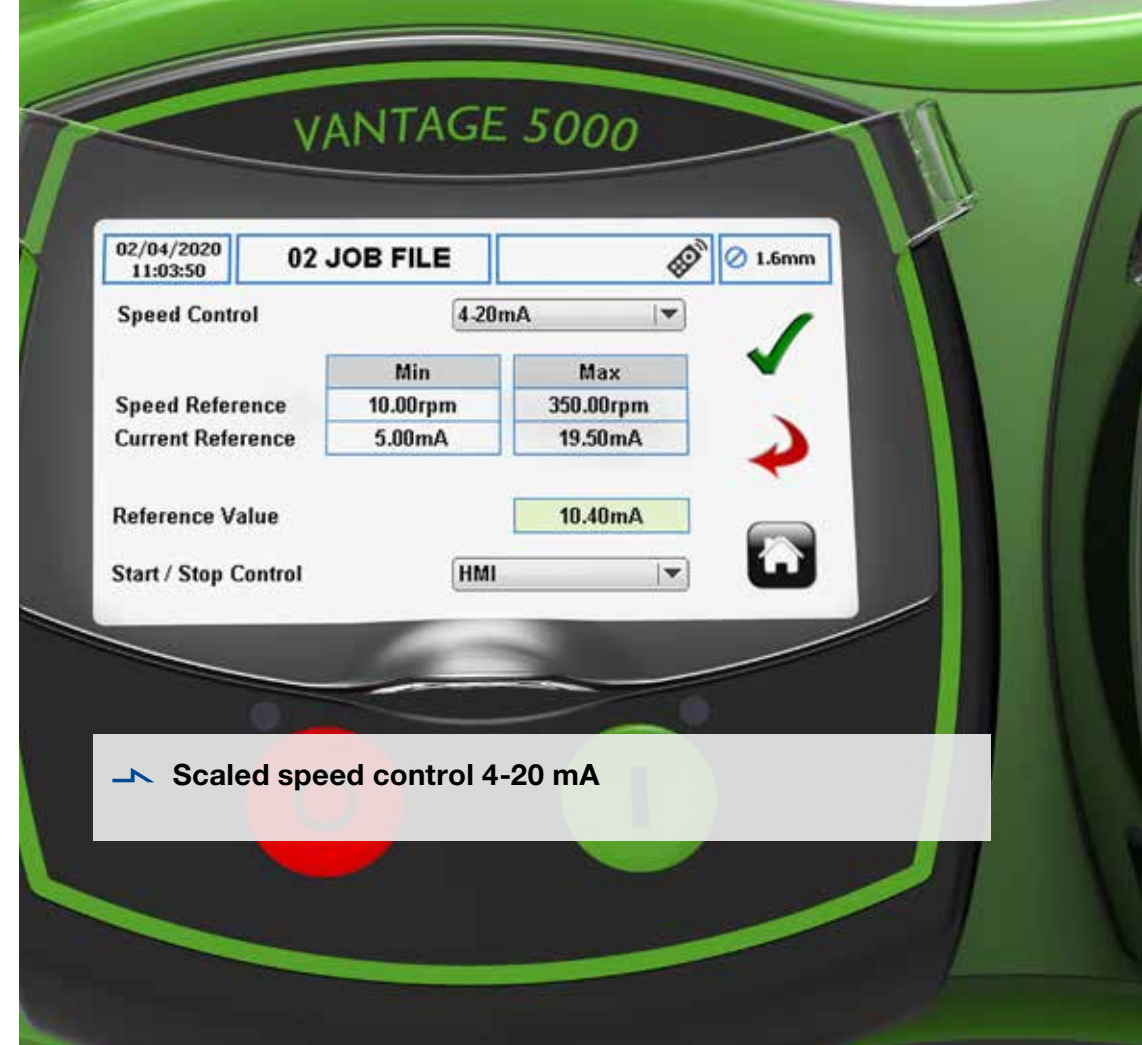 VANTAGE 5000
02/04/2020
11:03:50
02 JOB FILE
1.6mm
Speed Control
4-20mA
Min
Max
Speed Reference
10.00rpm
350.00rpm
Current Reference
5.00mA
19.50mA
Reference Value
10.40mA
Start / Stop Control
HMI
Scaled speed control 4-20 mA